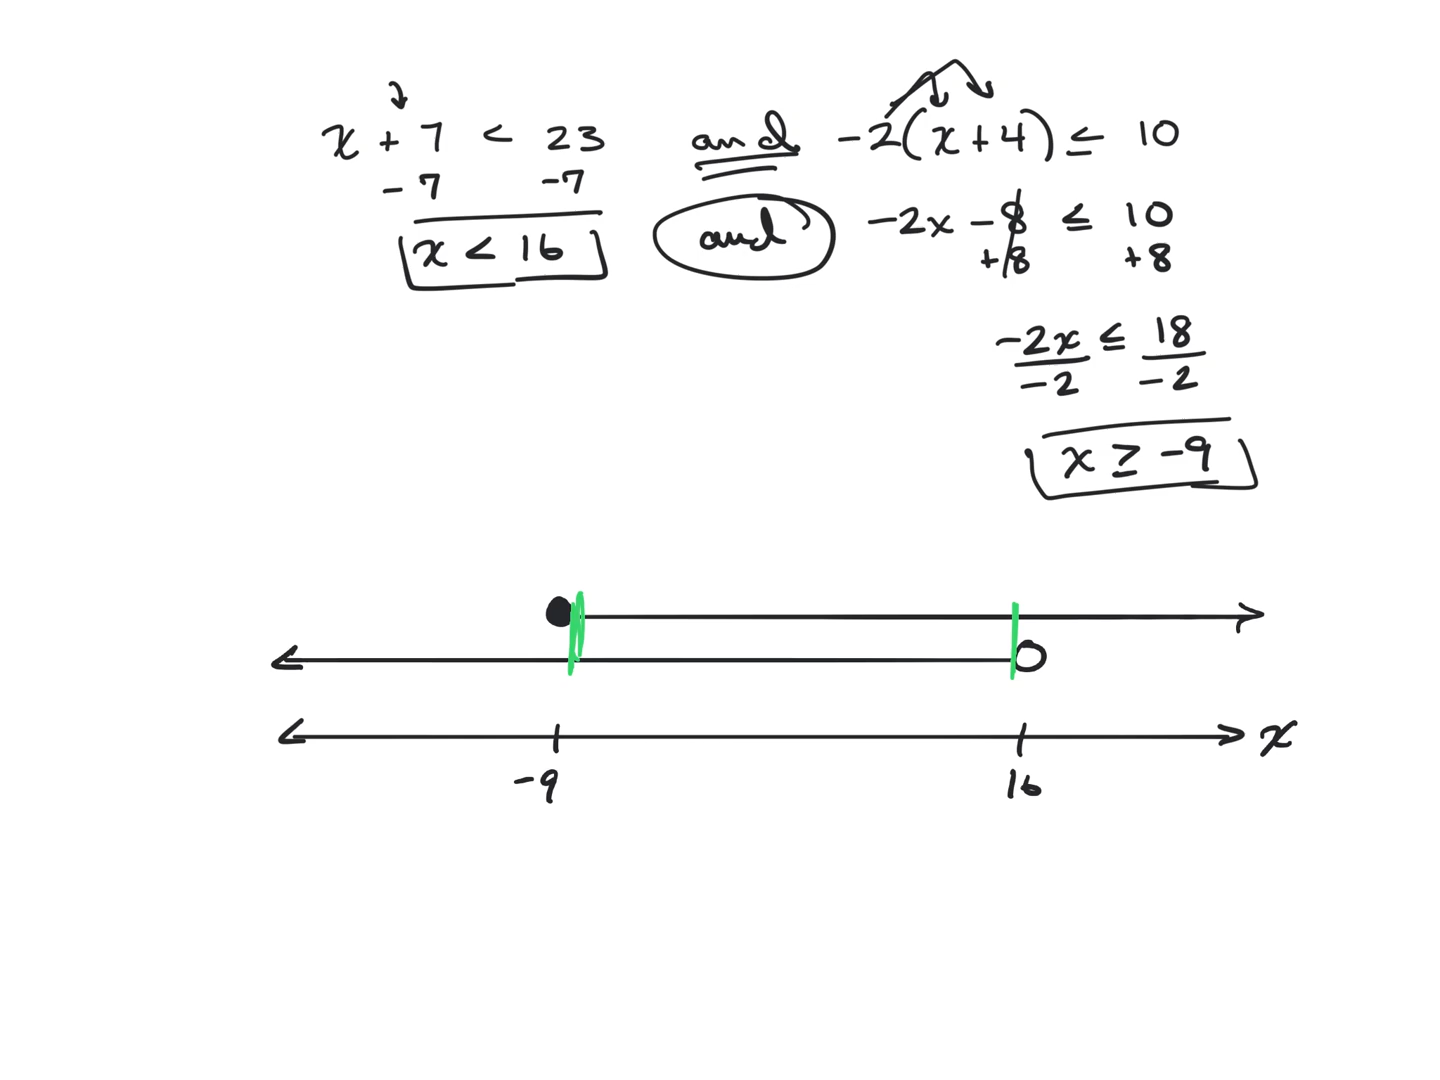 x + 7 < 23 and -2(x+4) ≤ 10
- 7 -7
x < 16 and -2x - 8 ≤ 10
+8 +8
-2x ≤ 18
-2 -2
x ≥ -9
x
-9 16